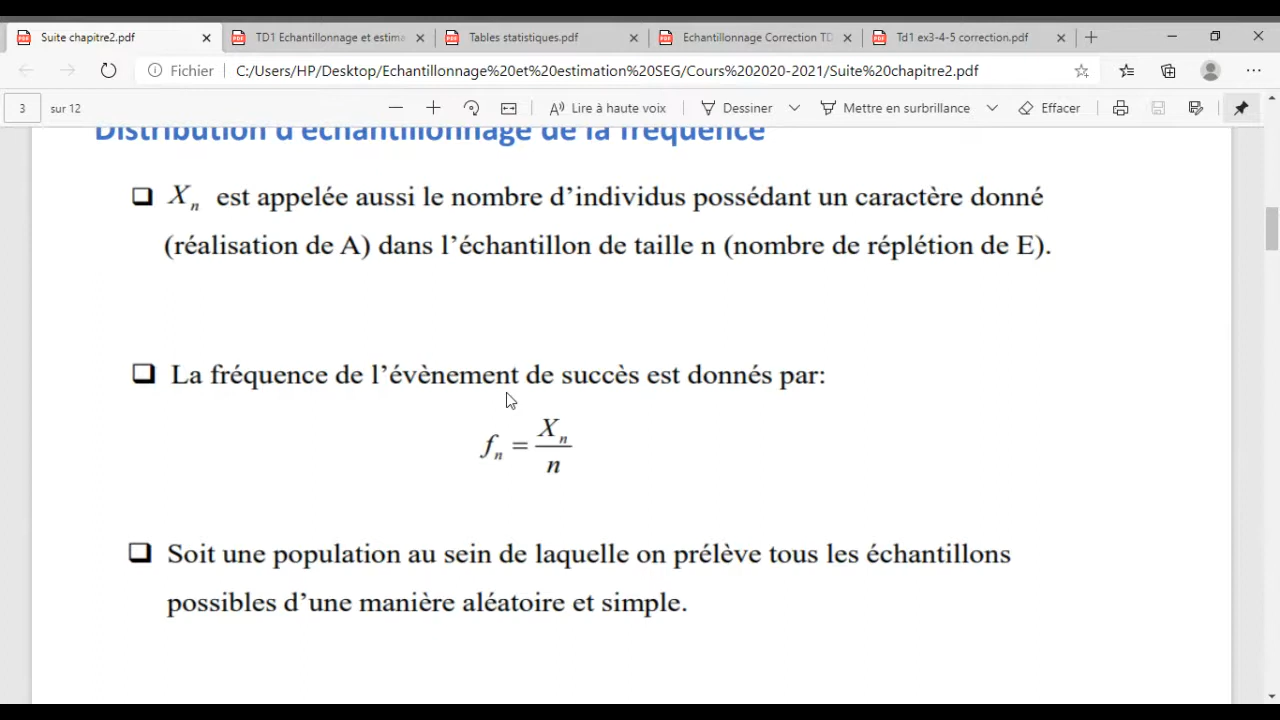 Suite chapitre2.pdf
TD1 Echantillonnage et estima
Tables statistiques.pdf
Echantillonnage Correction TD
Td1 ex3-4-5 correction.pdf
Fichier
C:/Users/HP/Desktop/Echantillonnage%20et%20estimation%20SEG/Cours%202020-2021/Suite%20chapitre2.pdf
3 sur 12
Lire à haute voix
Dessiner
Mettre en surbrillance
Effacer
Distribution d'échantillonnage de la fréquence
❑ Xₙ est appelée aussi le nombre d'individus possédant un caractère donné
(réalisation de A) dans l'échantillon de taille n (nombre de réplétion de E).
❑ La fréquence de l'évènement de succès est donnés par:
fₙ = Xₙ / n
❑ Soit une population au sein de laquelle on prélève tous les échantillons
possibles d'une manière aléatoire et simple.